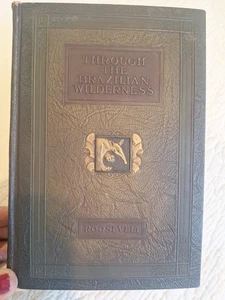 THROUGH
THE
BRAZILIAN
WILDERNESS
ROOSEVELT